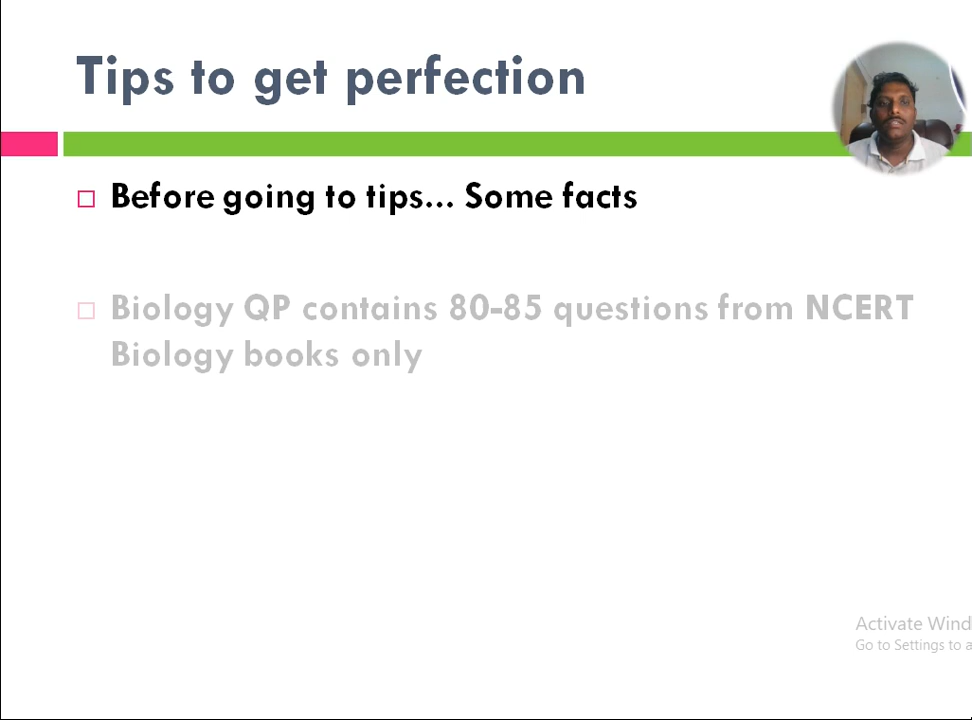 Tips to get perfection
Before going to tips... Some facts
Biology QP contains 80-85 questions from NCERT
Biology books only
Activate Wind
Go to Settings to a